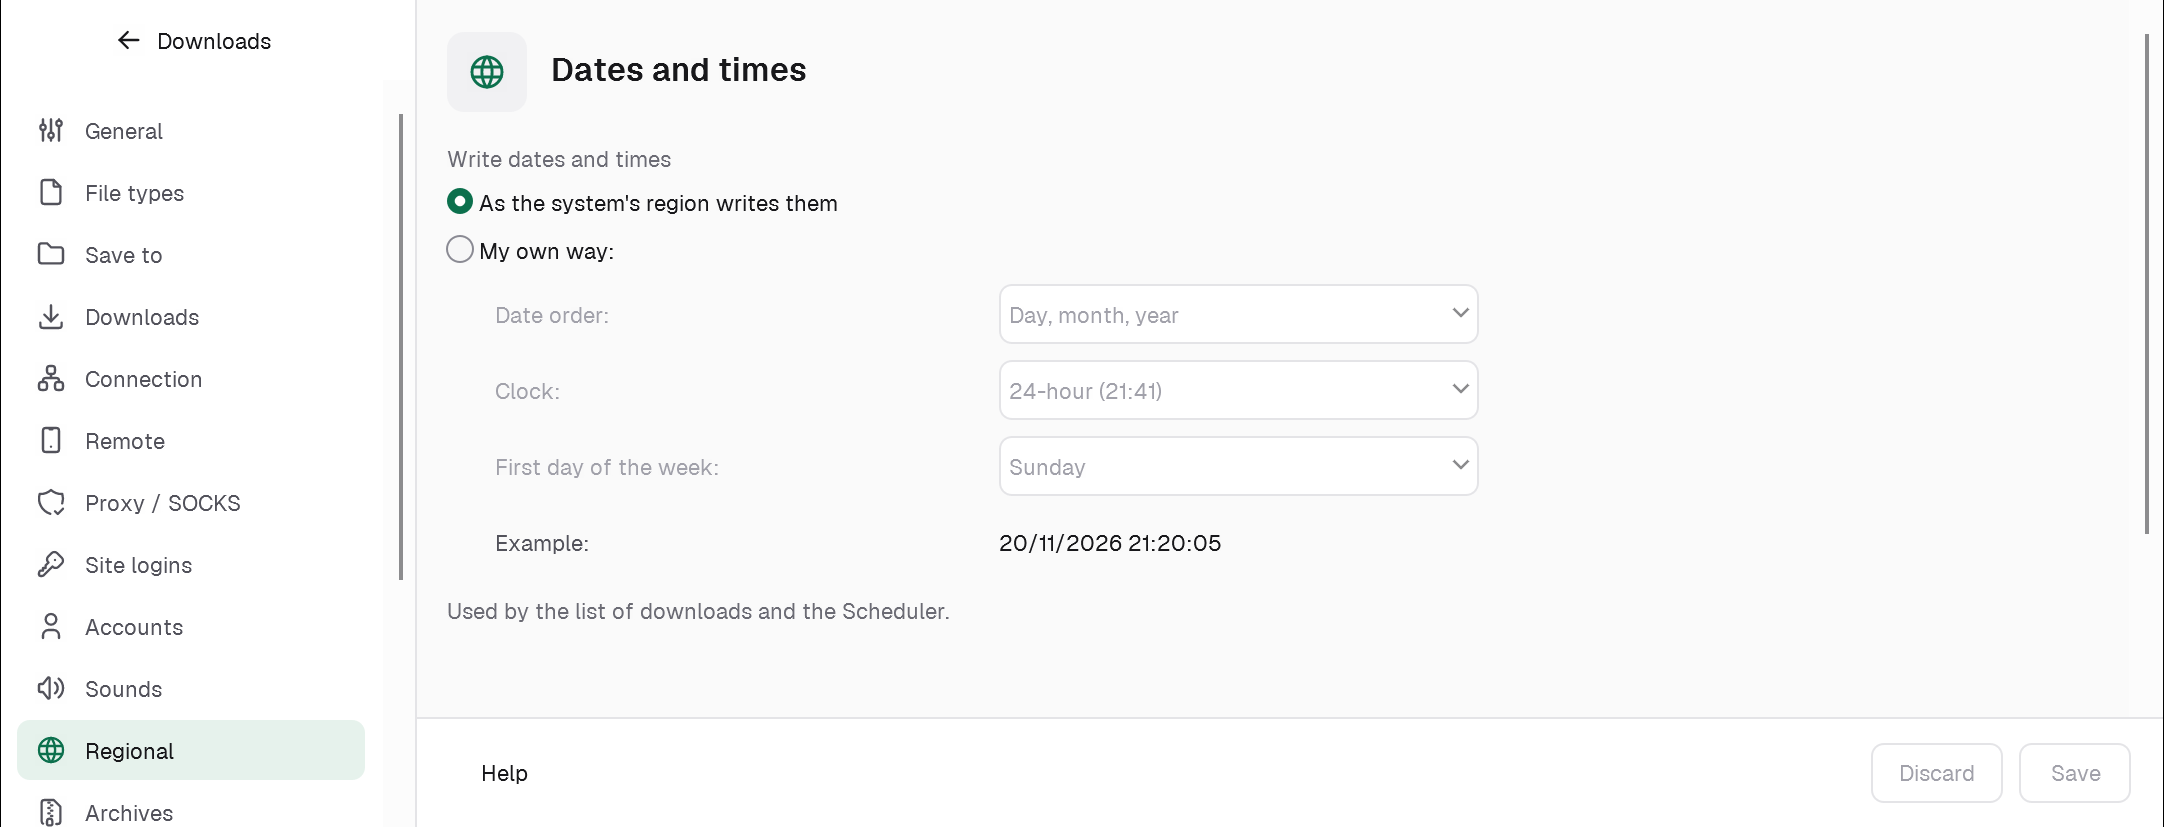 Downloads
General
File types
Save to
Downloads
Connection
Remote
Proxy / SOCKS
Site logins
Accounts
Sounds
Regional
Archives
Dates and times
Write dates and times
As the system's region writes them
My own way:
Date order: Day, month, year
Clock: 24-hour (21:41)
First day of the week: Sunday
Example: 20/11/2026 21:20:05
Used by the list of downloads and the Scheduler.
Help Discard Save